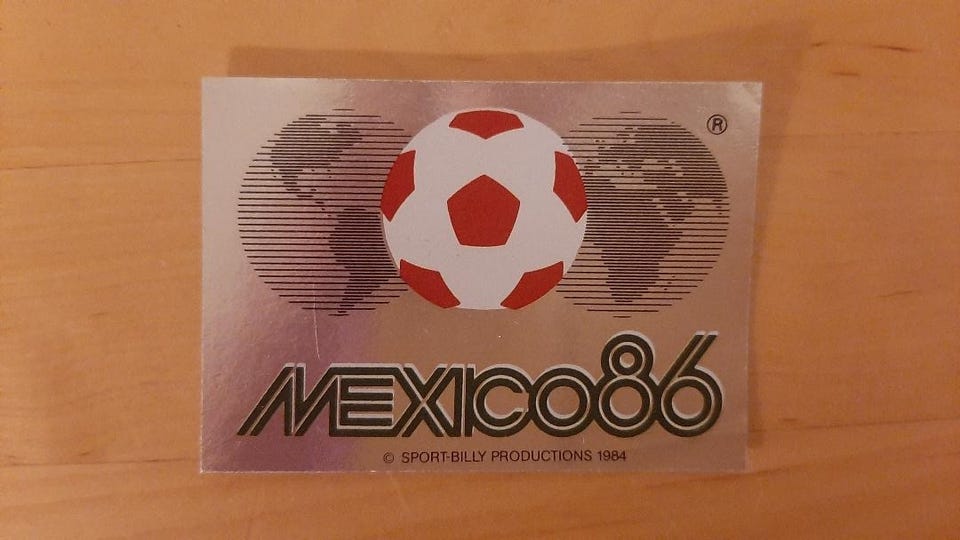 ®
MEXICO86
© SPORT-BILLY PRODUCTIONS 1984